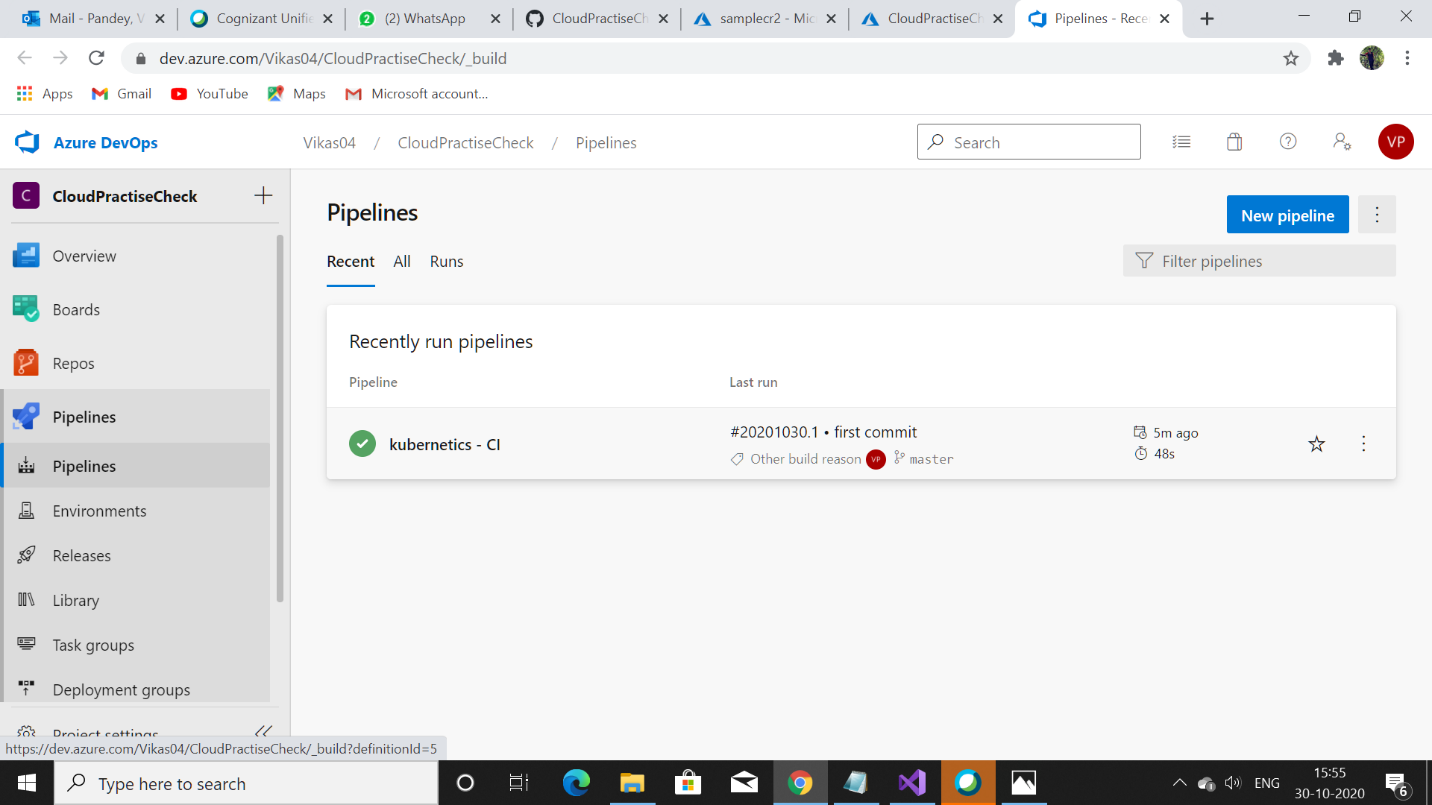 Mail - Pandey, V
Cognizant Unifie
(2) WhatsApp
CloudPractiseCh
samplecr2 - Mic
CloudPractiseCh
Pipelines - Rece
dev.azure.com/Vikas04/CloudPractiseCheck/_build
Apps
Gmail
YouTube
Maps
Microsoft account...
Azure DevOps
Vikas04 / CloudPractiseCheck / Pipelines
Search
VP
C CloudPractiseCheck
Overview
Boards
Repos
Pipelines
Pipelines
Environments
Releases
Library
Task groups
Deployment groups
Project settings
Pipelines
New pipeline
Recent All Runs
Filter pipelines
Recently run pipelines
Pipeline Last run
kubernetics - CI
#20201030.1 • first commit
Other build reason VP master
5m ago
48s
https://dev.azure.com/Vikas04/CloudPractiseCheck/_build?definitionId=5
Type here to search
ENG
15:55
30-10-2020
6